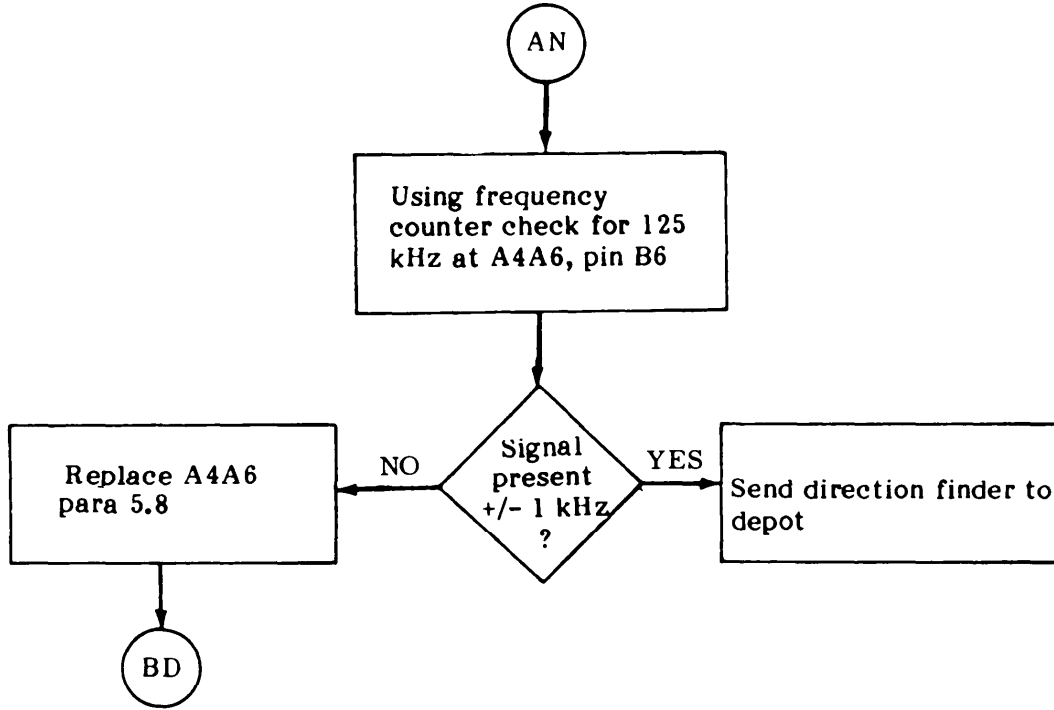 AN
Using frequency
counter check for 125
kHz at A4A6, pin B6
Signal
present
+/- 1 kHz
?
NO
YES
Replace A4A6
para 5.8
Send direction finder to
depot
BD